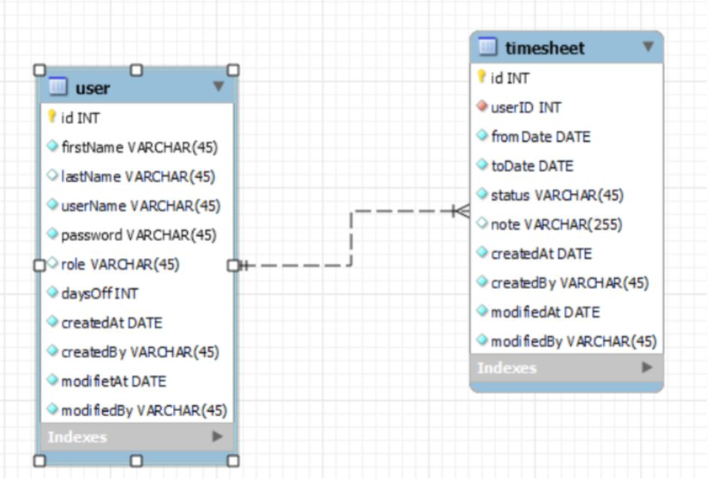 user
id INT
firstName VARCHAR(45)
lastName VARCHAR(45)
userName VARCHAR(45)
password VARCHAR(45)
role VARCHAR(45)
daysOff INT
createdAt DATE
createdBy VARCHAR(45)
modifietAt DATE
modifiedBy VARCHAR(45)
Indexes
timesheet
id INT
userID INT
fromDate DATE
toDate DATE
status VARCHAR(45)
note VARCHAR(255)
createdAt DATE
createdBy VARCHAR(45)
modifiedAt DATE
modifiedBy VARCHAR(45)
Indexes